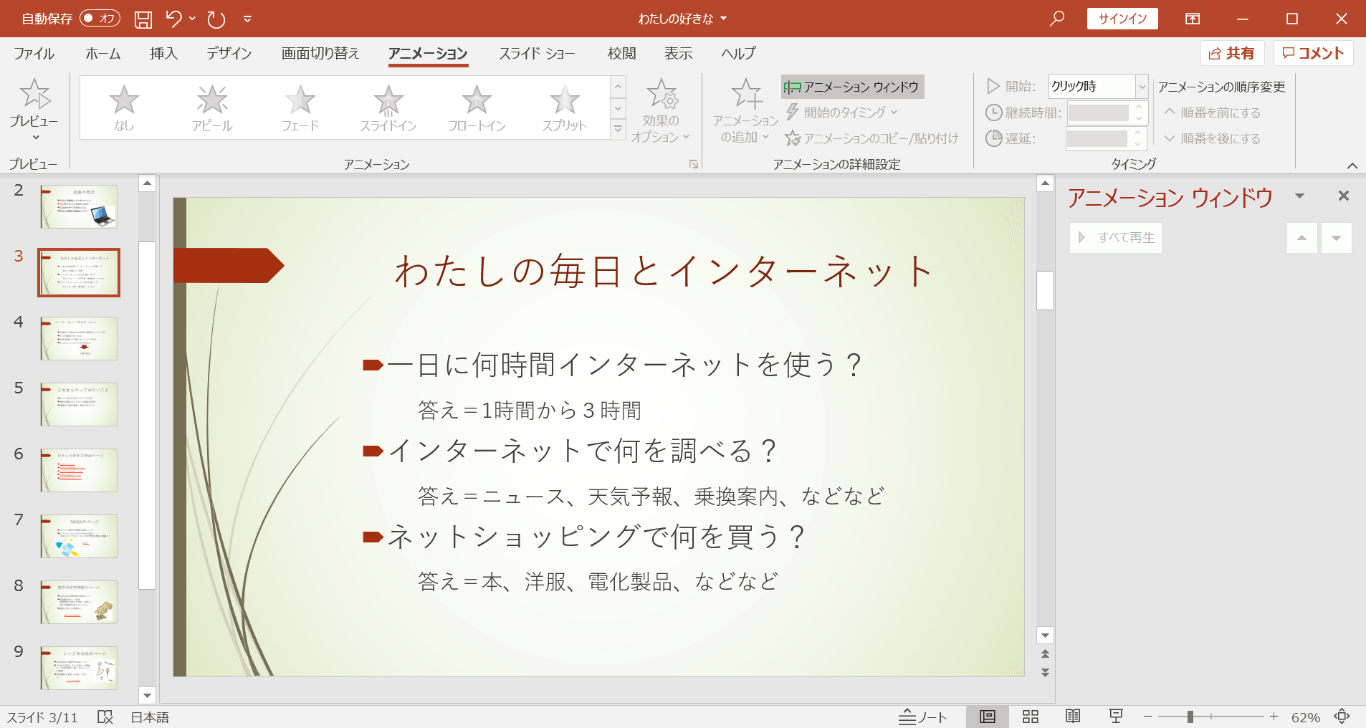 自動保存 オフ わたしの好きな サインイン
ファイル ホーム 挿入 デザイン 画面切り替え アニメーション スライド ショー 校閲 表示 ヘルプ 共有 コメント
プレビュー
なし アピール フェード スライドイン フロートイン スプリット
効果の
オプション
アニメーション
の追加
アニメーション ウィンドウ
開始のタイミング
アニメーションのコピー/貼り付け
開始: クリック時
継続時間:
遅延:
アニメーションの順序変更
順番を前にする
順番を後にする
プレビュー アニメーション アニメーションの詳細設定 タイミング
2
3
4
5
6
7
8
9
わたしの毎日とインターネット
一日に何時間インターネットを使う？
答え＝1時間から３時間
インターネットで何を調べる？
答え＝ニュース、天気予報、乗換案内、などなど
ネットショッピングで何を買う？
答え＝本、洋服、電化製品、などなど
アニメーション ウィンドウ
すべて再生
スライド 3/11 日本語 ノート 62%